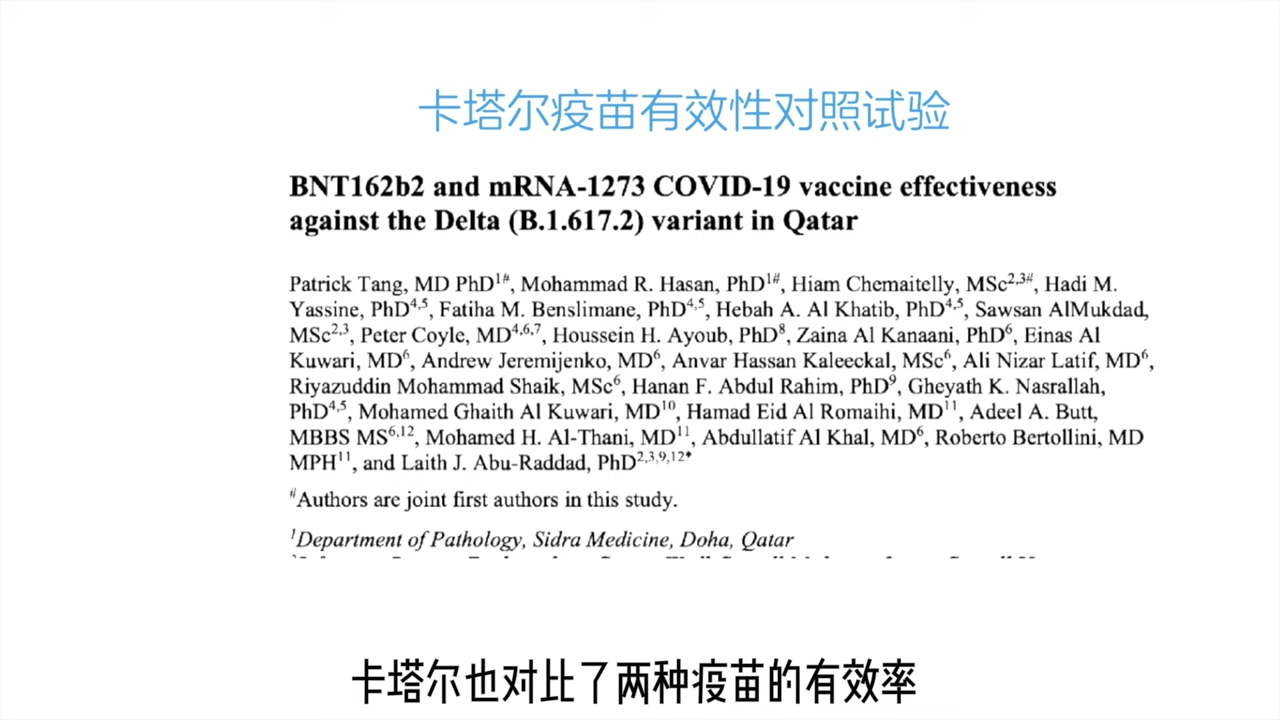 卡塔尔疫苗有效性对照试验
BNT162b2 and mRNA-1273 COVID-19 vaccine effectiveness
against the Delta (B.1.617.2) variant in Qatar
Patrick Tang, MD PhD1#, Mohammad R. Hasan, PhD1#, Hiam Chemaitelly, MSc2,3#, Hadi M.
Yassine, PhD4,5, Fatiha M. Benslimane, PhD4,5, Hebah A. Al Khatib, PhD4,5, Sawsan AlMukdad,
MSc2,3, Peter Coyle, MD4,6,7, Houssein H. Ayoub, PhD8, Zaina Al Kanaani, PhD6, Einas Al
Kuwari, MD6, Andrew Jeremijenko, MD6, Anvar Hassan Kaleeckal, MSc6, Ali Nizar Latif, MD6,
Riyazuddin Mohammad Shaik, MSc6, Hanan F. Abdul Rahim, PhD9, Gheyath K. Nasrallah,
PhD4,5, Mohamed Ghaith Al Kuwari, MD10, Hamad Eid Al Romaihi, MD11, Adeel A. Butt,
MBBS MS6,12, Mohamed H. Al-Thani, MD11, Abdullatif Al Khal, MD6, Roberto Bertollini, MD
MPH11, and Laith J. Abu-Raddad, PhD2,3,9,12*
#Authors are joint first authors in this study.
1Department of Pathology, Sidra Medicine, Doha, Qatar
卡塔尔也对比了两种疫苗的有效率